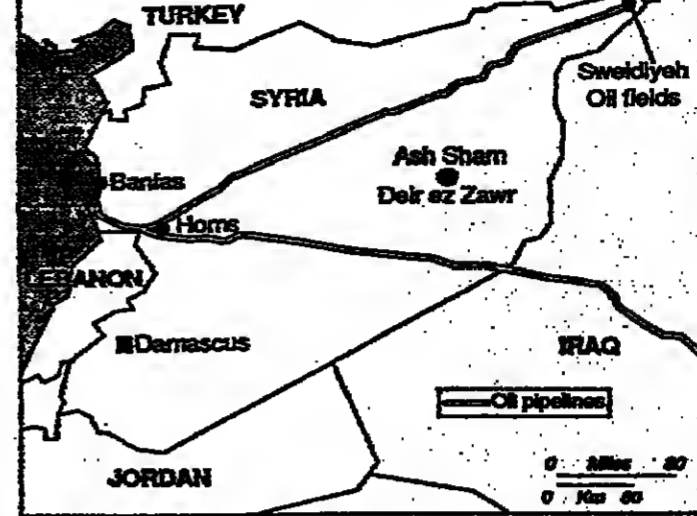 TURKEY
SYRIA
Sweidiyeh
Oil fields
Ash Sham
Deir ez Zawr
Banias
Homs
LEBANON
Damascus
IRAQ
Oil pipelines
JORDAN
0 Miles 80
0 Kms 80